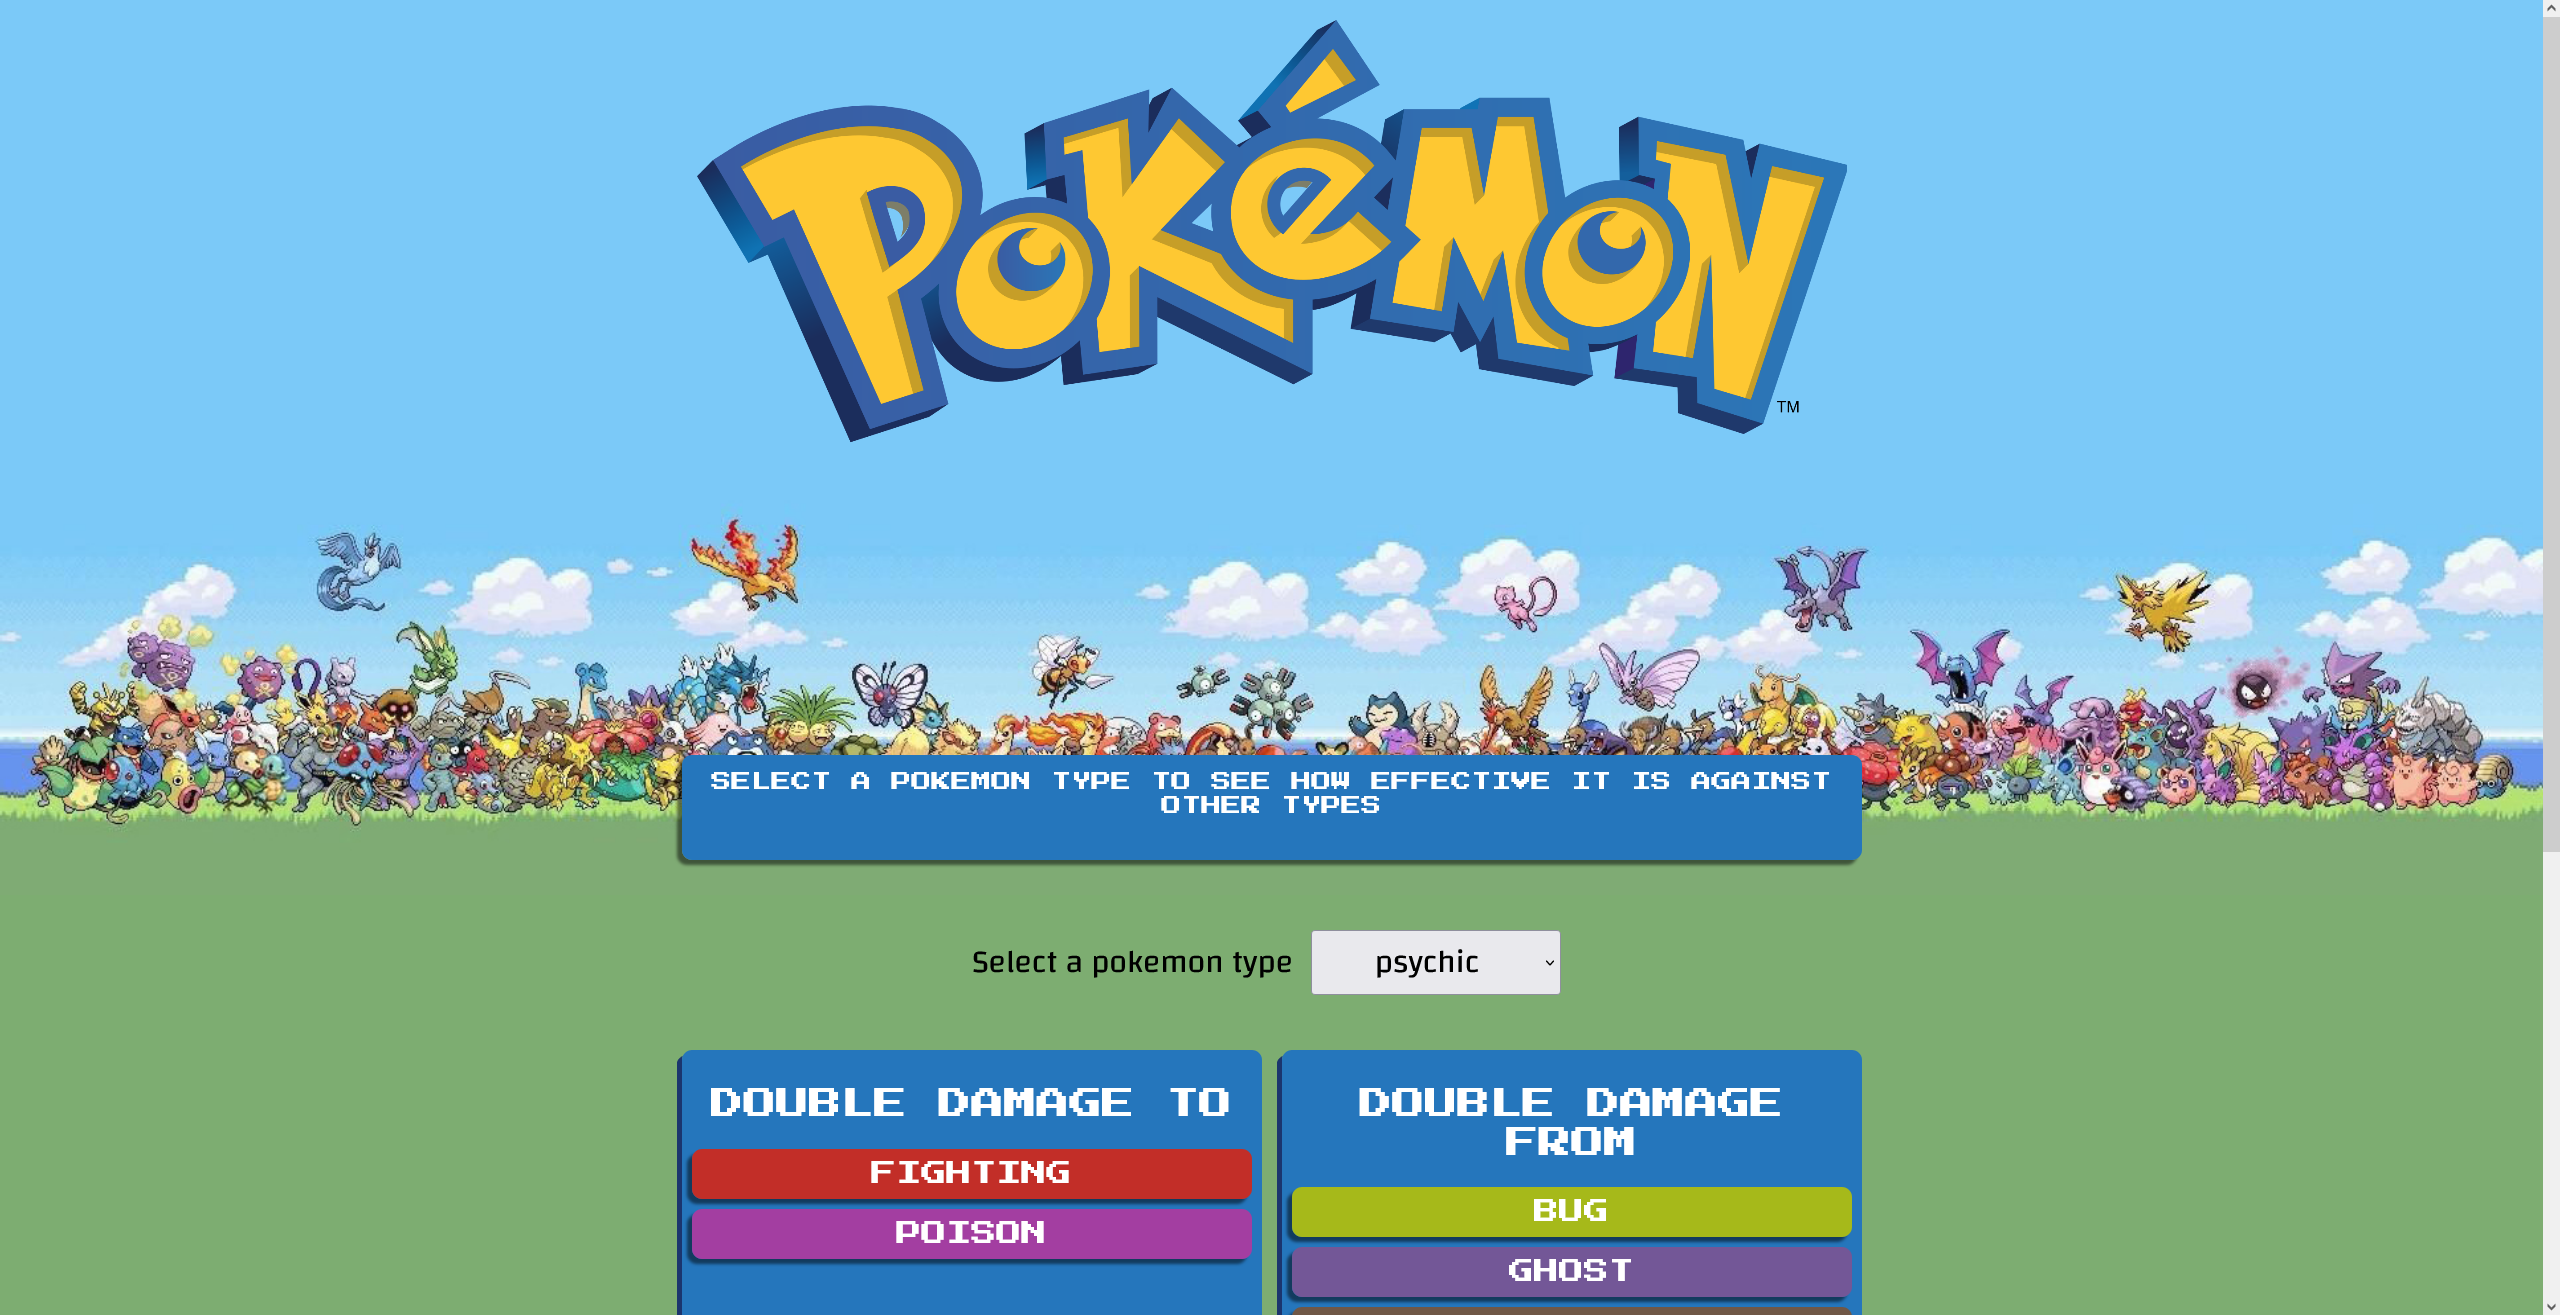 POKéMON
TM
SELECT A POKEMON TYPE TO SEE HOW EFFECTIVE IT IS AGAINST
OTHER TYPES
Select a pokemon type psychic
DOUBLE DAMAGE TO
FIGHTING
POISON
DOUBLE DAMAGE
FROM
BUG
GHOST